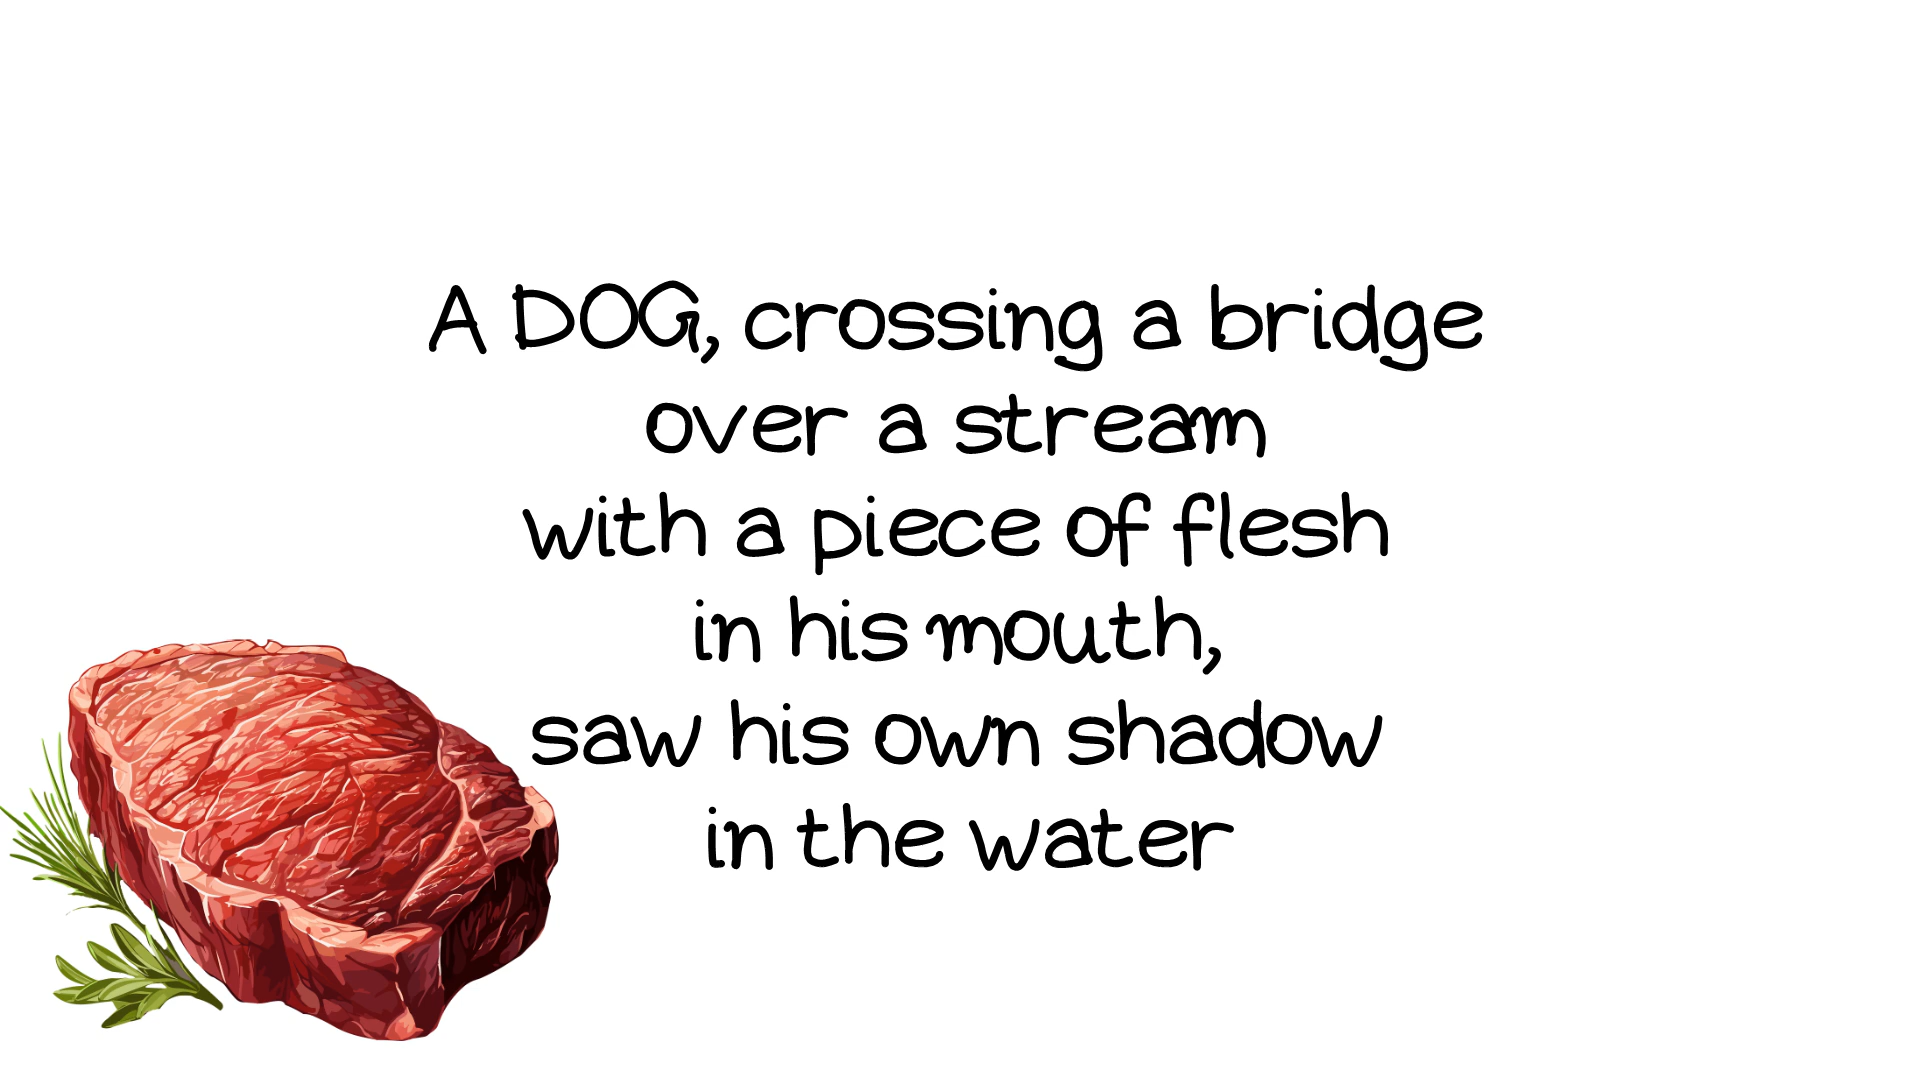 A DOG, crossing a bridge
over a stream
with a piece of flesh
in his mouth,
saw his own shadow
in the water